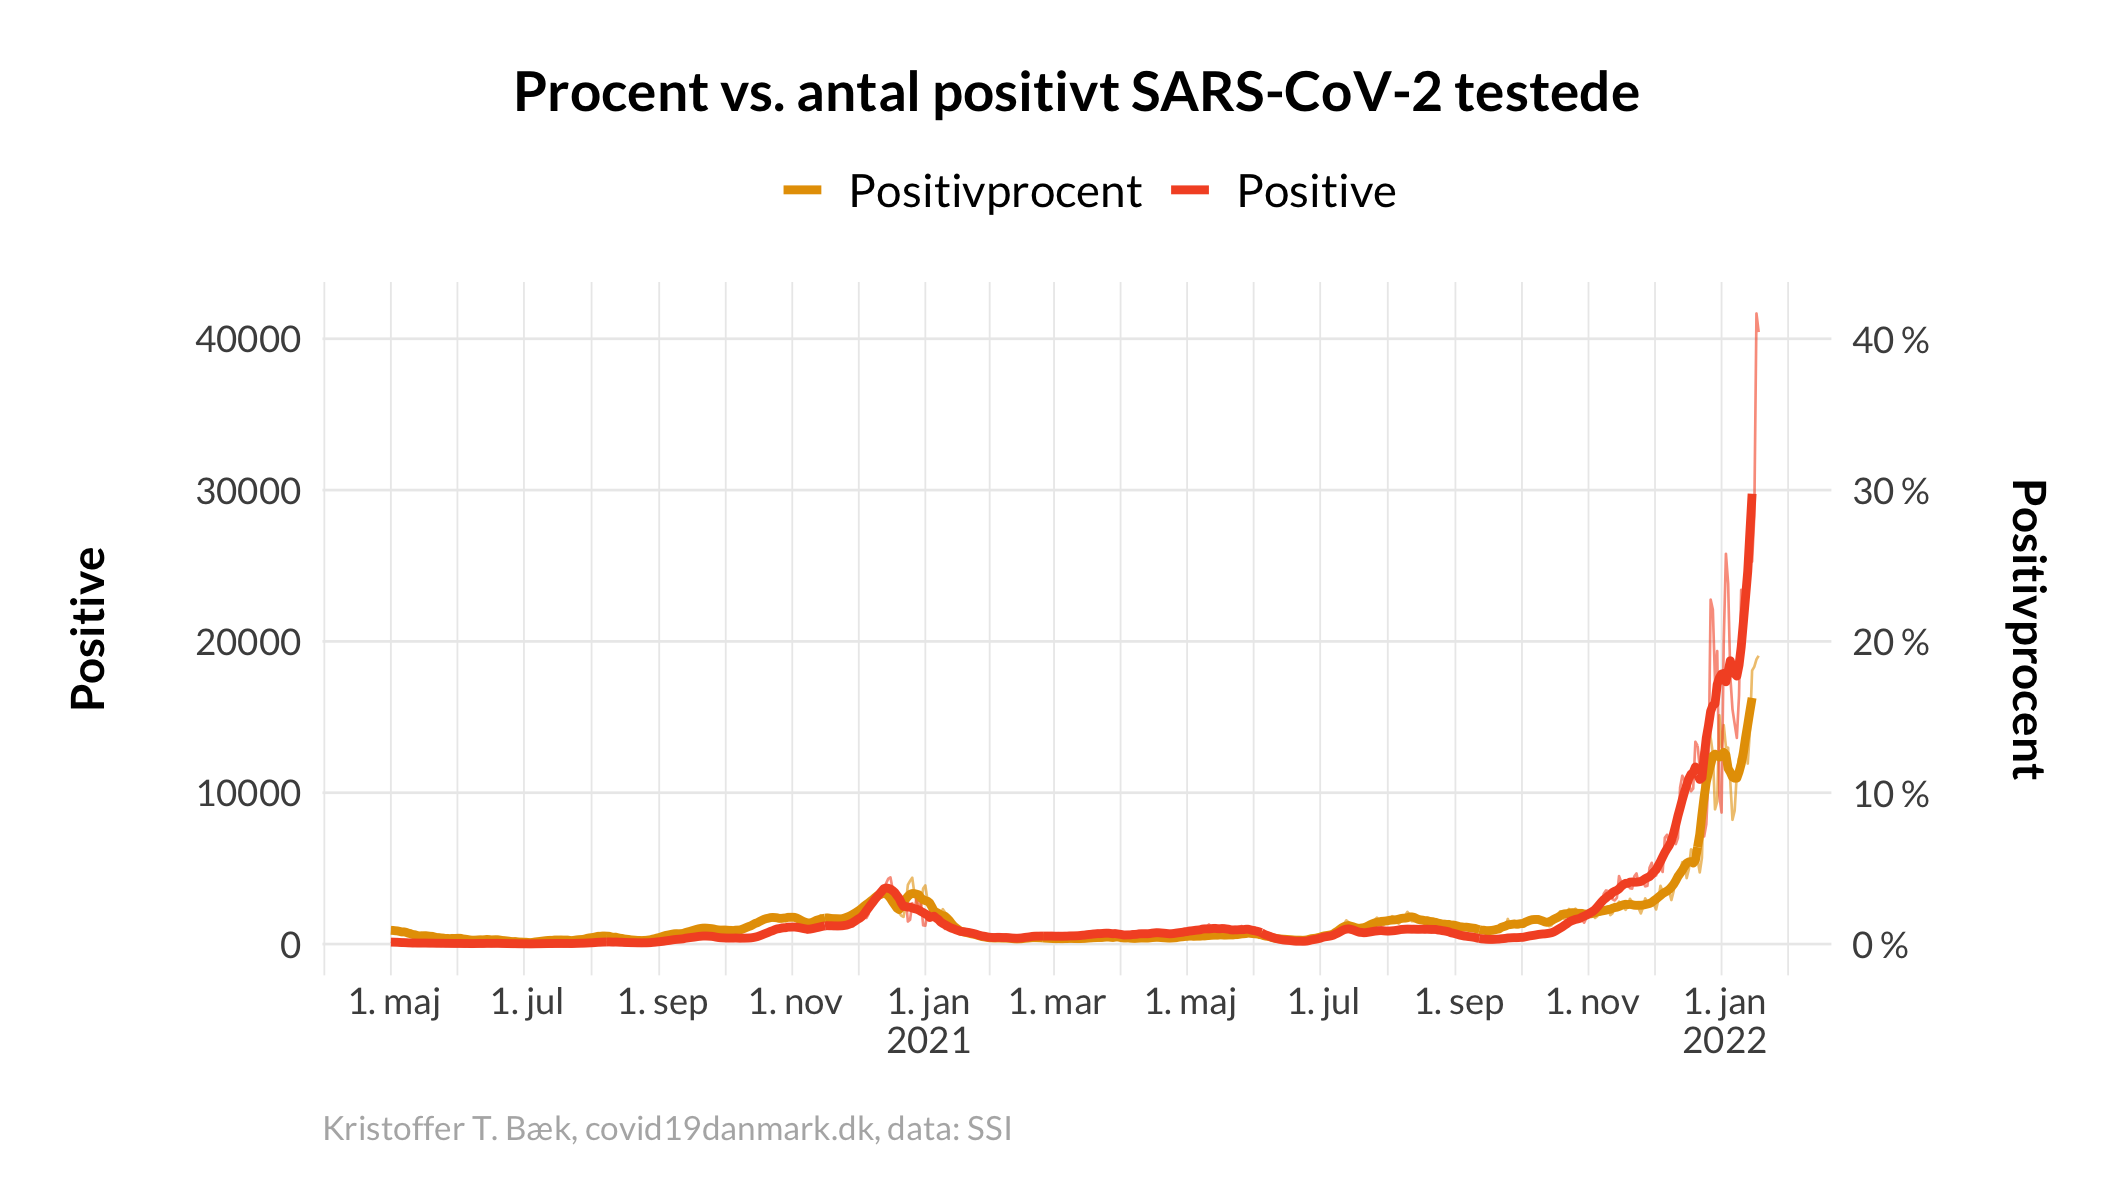 Procent vs. antal positivt SARS-CoV-2 testede
Positivprocent Positive
40000
30000
20000
10000
0
Positive
40 %
30 %
20 %
10 %
0 %
Positivprocent
1. maj 1. jul 1. sep 1. nov 1. jan 1. mar 1. maj 1. jul 1. sep 1. nov 1. jan
2021 2022
Kristoffer T. Bæk, covid19danmark.dk, data: SSI